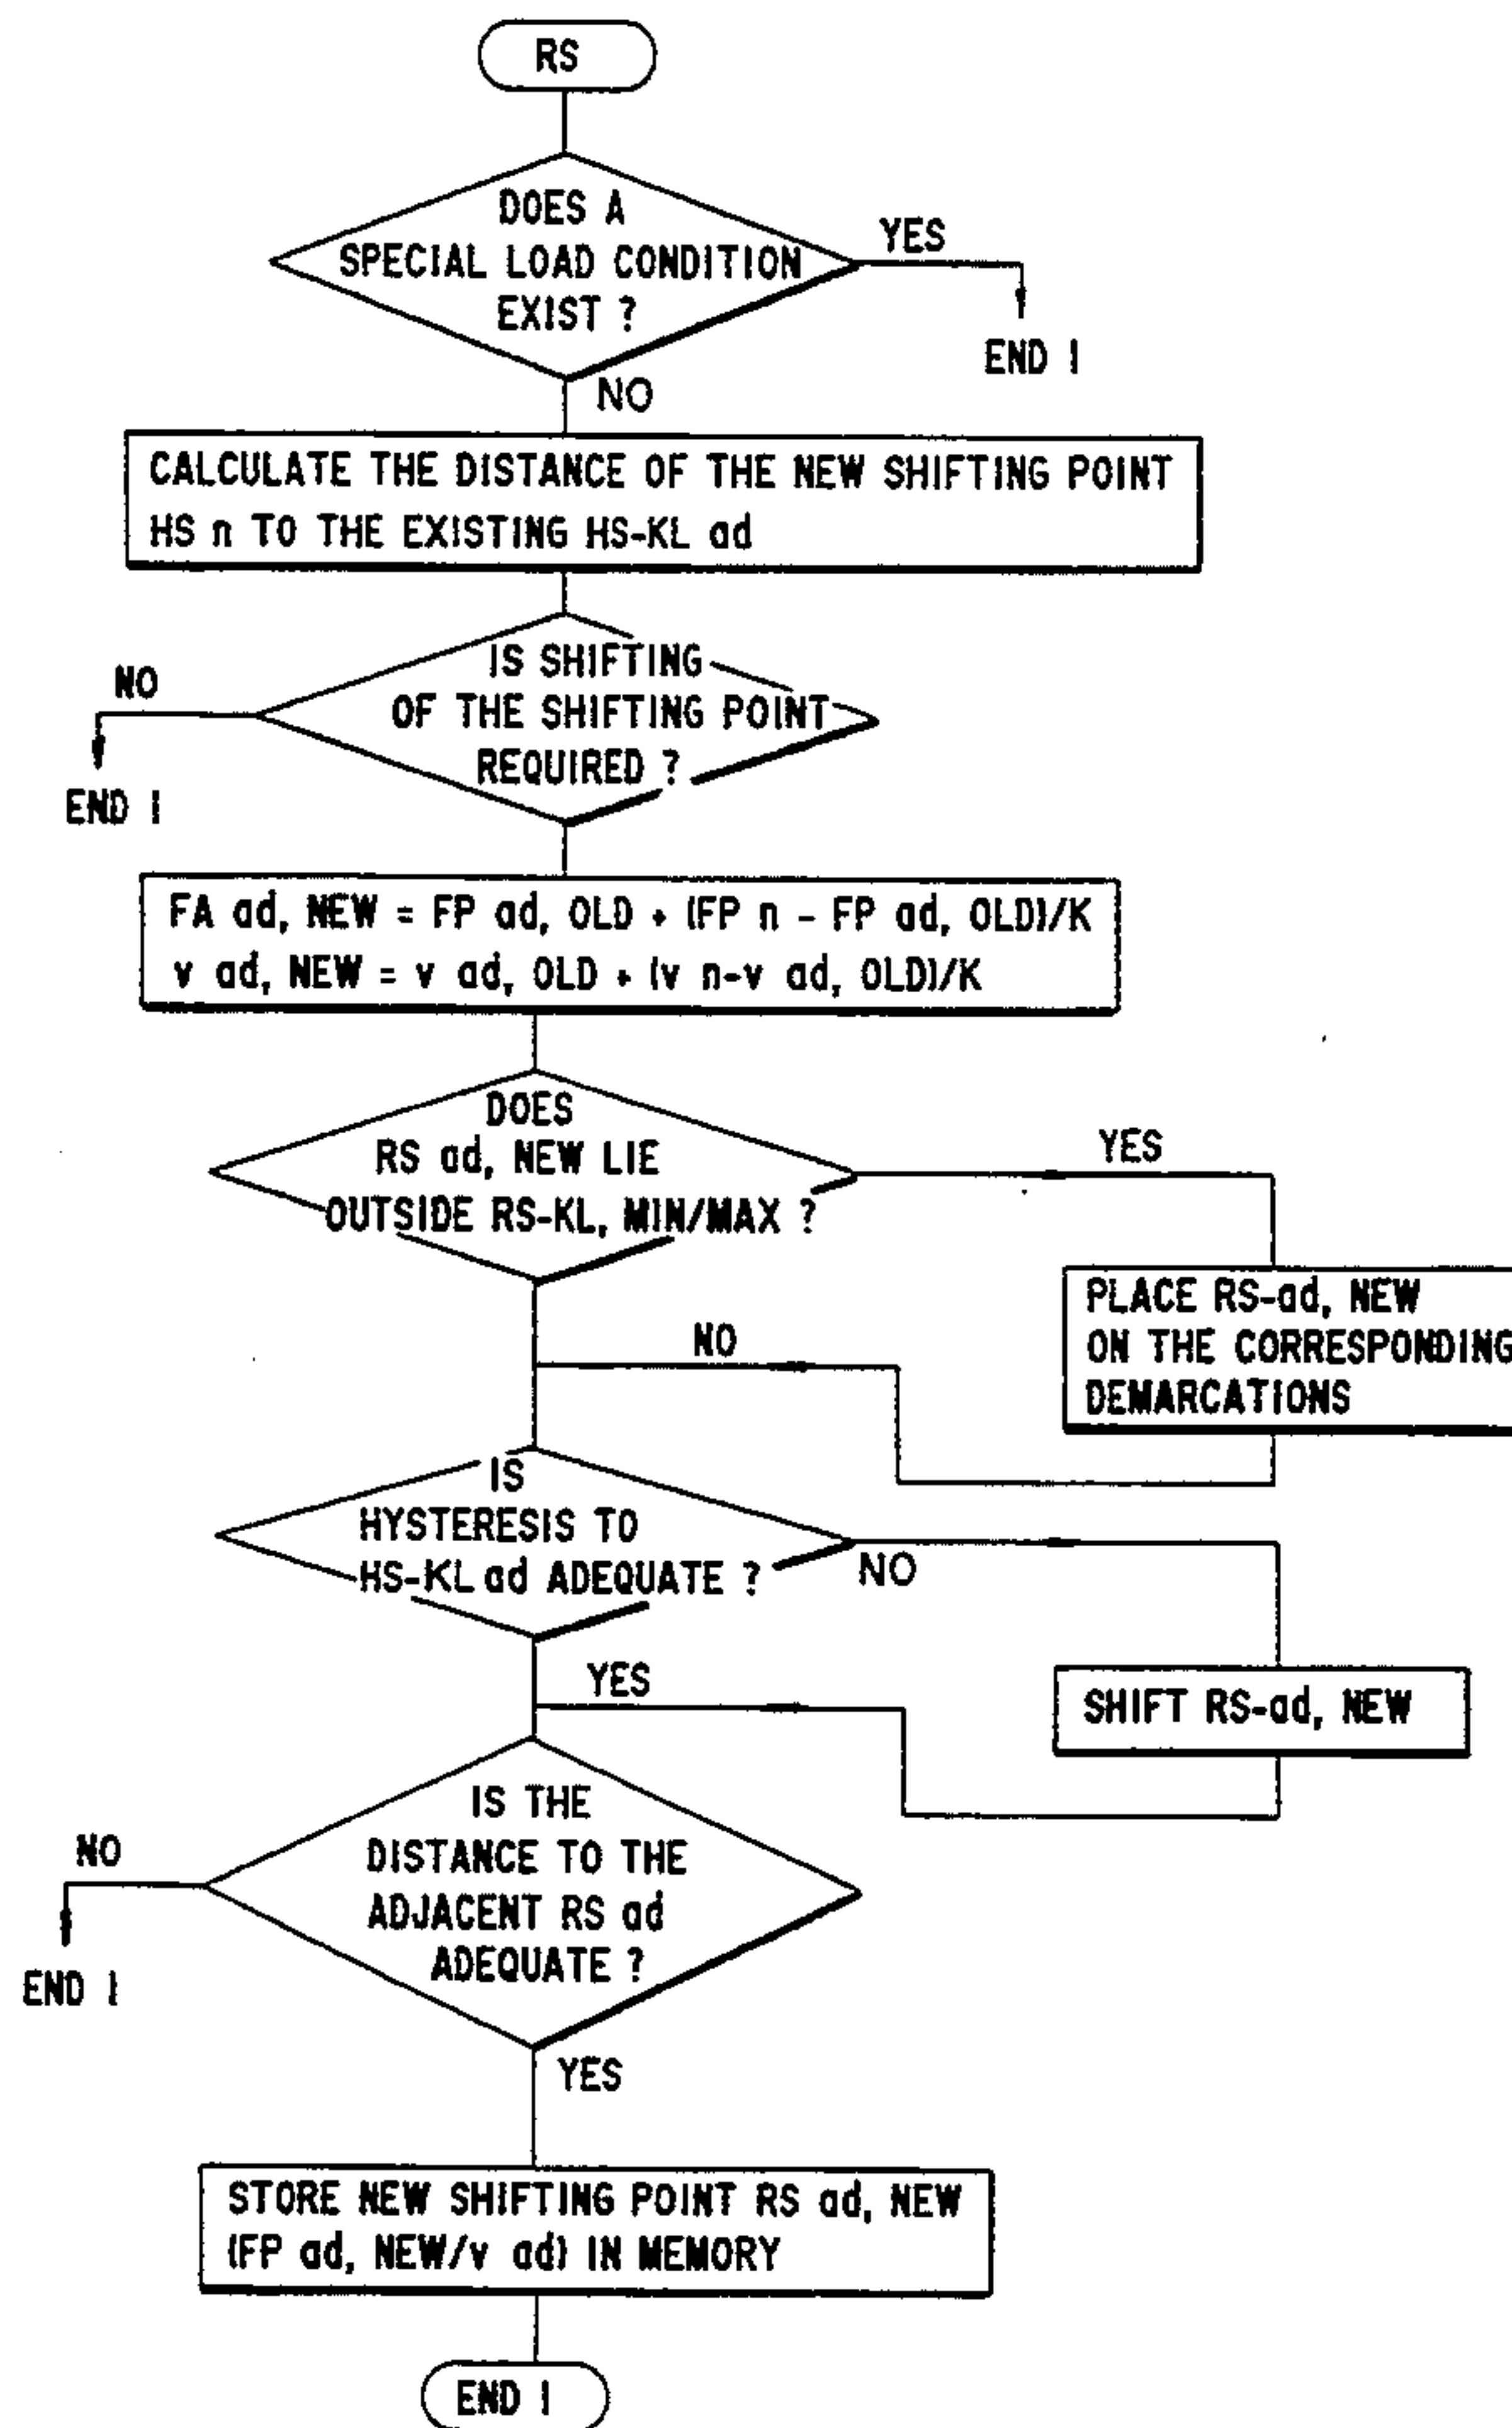 RS
DOES A
SPECIAL LOAD CONDITION
EXIST ?
YES
END 1
NO
CALCULATE THE DISTANCE OF THE NEW SHIFTING POINT
HS n TO THE EXISTING HS-KL ad
IS SHIFTING
OF THE SHIFTING POINT
REQUIRED ?
NO
END 1
FA ad, NEW = FP ad, OLD + (FP n - FP ad, OLD)/K
v ad, NEW = v ad, OLD + (v n-v ad, OLD)/K
DOES
RS ad, NEW LIE
OUTSIDE RS-KL, MIN/MAX ?
YES
PLACE RS-ad, NEW
ON THE CORRESPONDING
DEMARCATIONS
NO
IS
HYSTERESIS TO
HS-KL ad ADEQUATE ?
NO
SHIFT RS-ad, NEW
YES
IS THE
DISTANCE TO THE
ADJACENT RS ad
ADEQUATE ?
NO
END 1
YES
STORE NEW SHIFTING POINT RS ad, NEW
(FP ad, NEW/v ad) IN MEMORY
END 1